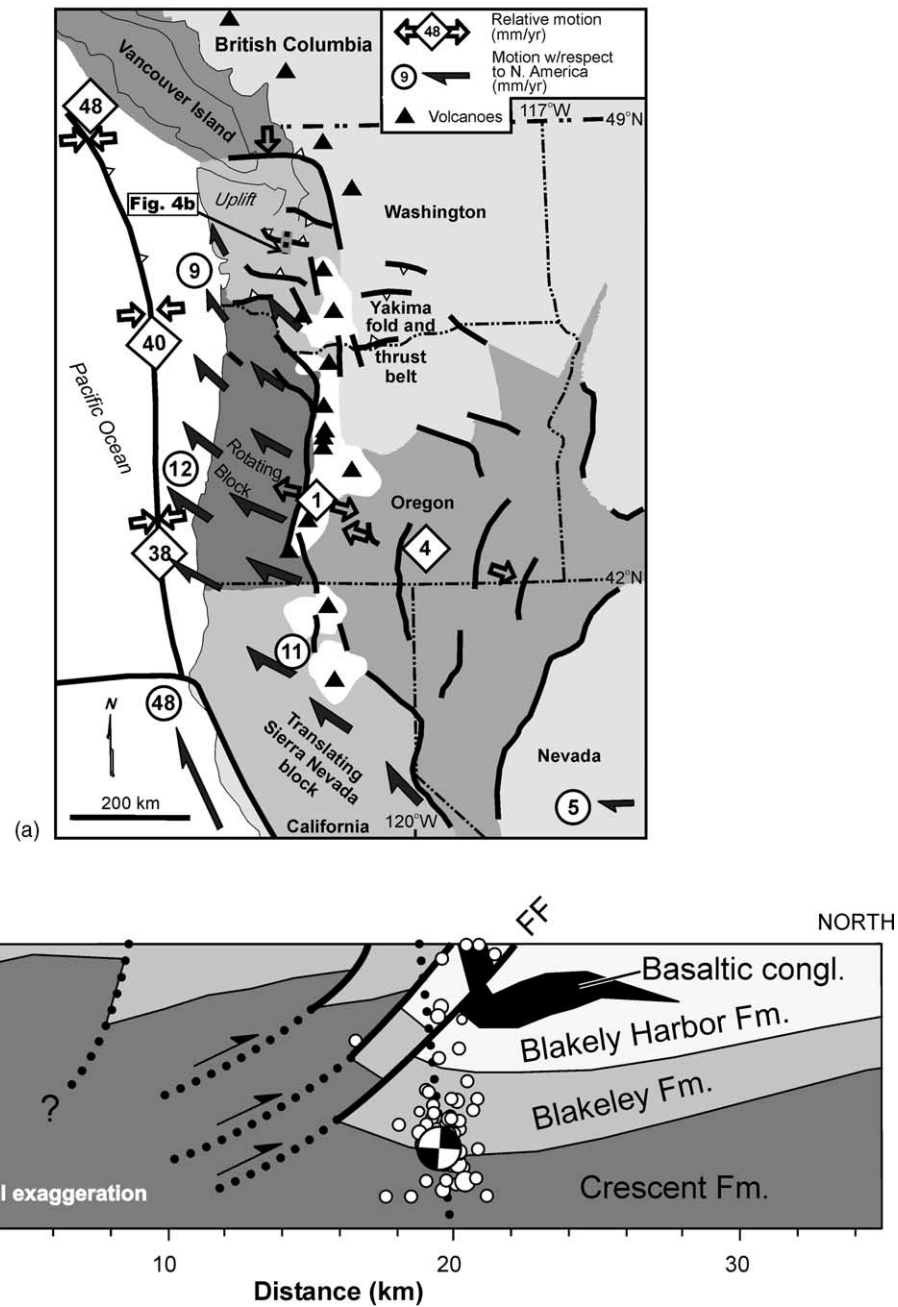 British Columbia
Vancouver Island
48
Relative motion
(mm/yr)
9
Motion w/respect
to N. America
(mm/yr)
Volcanoes
117°W
49°N
48
Uplift
Fig. 4b
Washington
9
Yakima
fold and
thrust
belt
40
Pacific Ocean
12
Rotating
Block
1
Oregon
4
38
42°N
11
48
N
Translating
Sierra Nevada
block
Nevada
5
200 km
California
120°W
(a)
FF
NORTH
Basaltic congl.
Blakely Harbor Fm.
Blakeley Fm.
?
l exaggeration
Crescent Fm.
10
20
30
Distance (km)